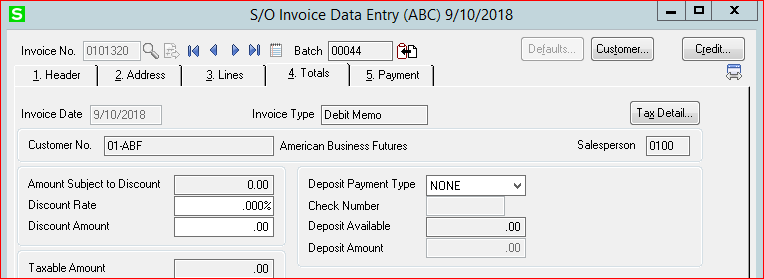 S S/O Invoice Data Entry (ABC) 9/10/2018
Invoice No. 0101320 Batch 00044 Defaults... Customer... Credit...
1. Header 2. Address 3. Lines 4. Totals 5. Payment
Invoice Date 9/10/2018 Invoice Type Debit Memo Tax Detail...
Customer No. 01-ABF American Business Futures Salesperson 0100
Amount Subject to Discount 0.00
Discount Rate .000%
Discount Amount .00
Deposit Payment Type NONE
Check Number
Deposit Available .00
Deposit Amount .00
Taxable Amount .00